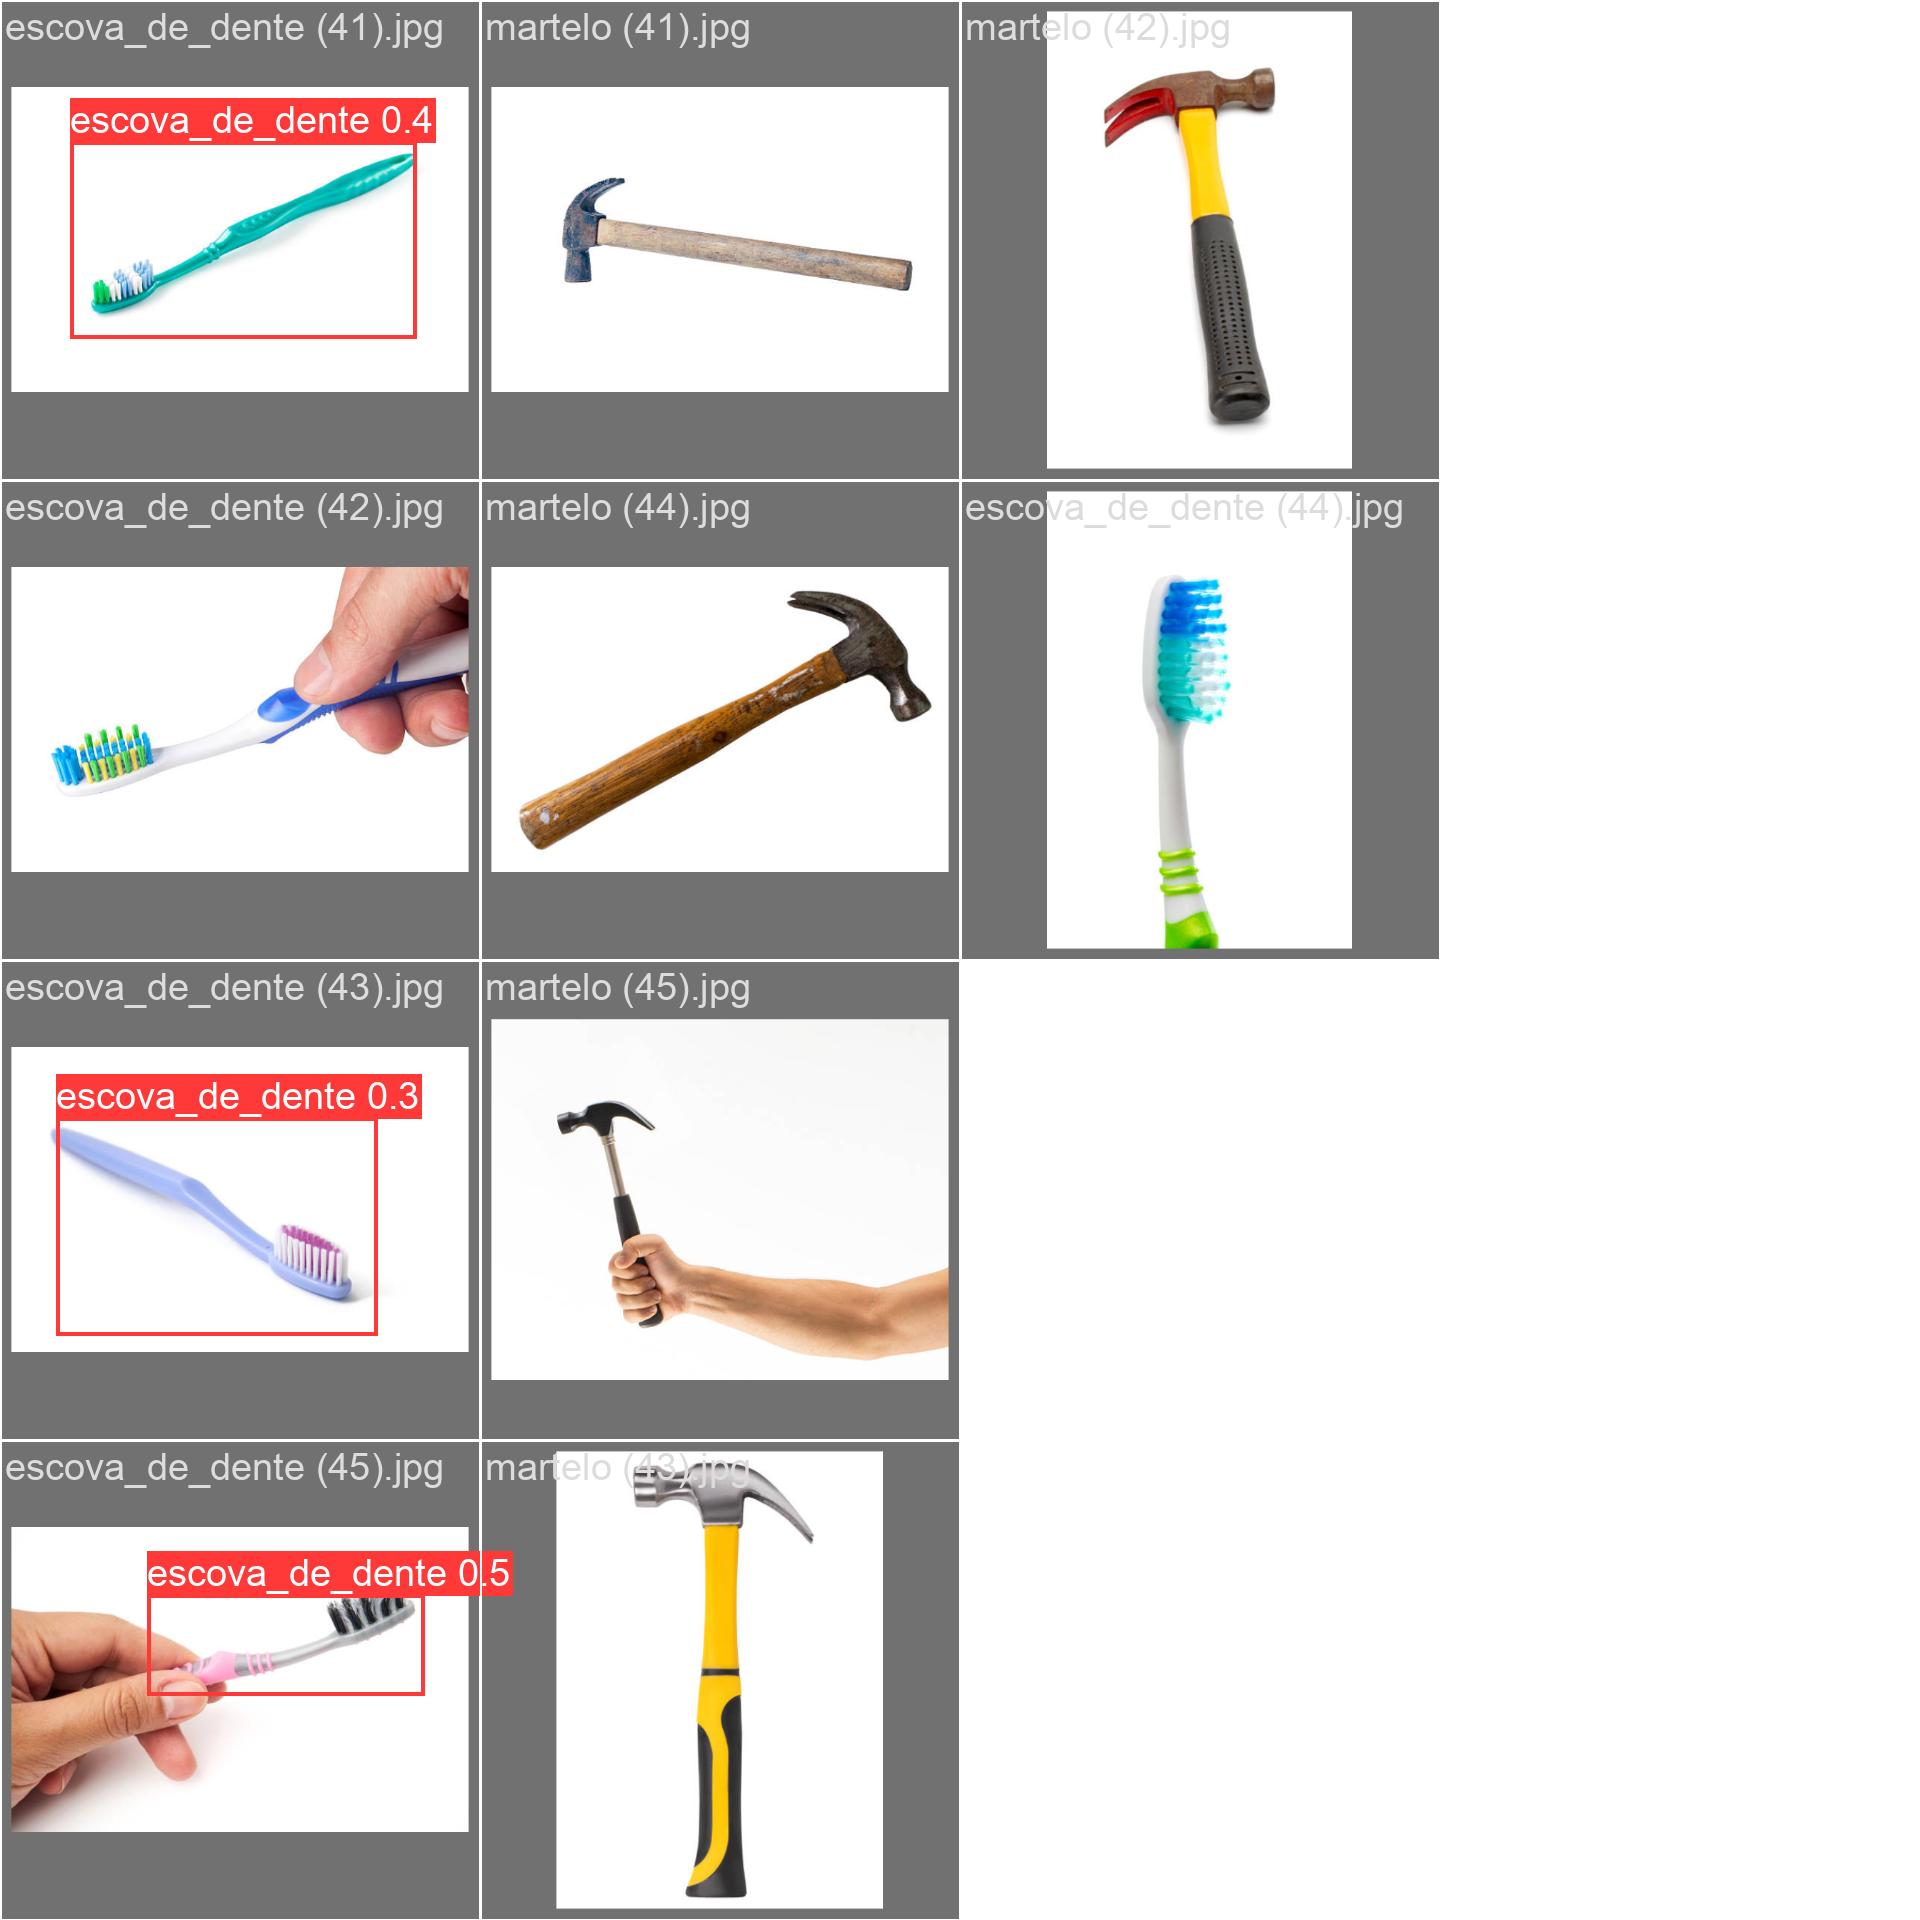 escova_de_dente (41).jpg
martelo (41).jpg
martelo (42).jpg
escova_de_dente 0.4
escova_de_dente (42).jpg
martelo (44).jpg
escova_de_dente (44).jpg
escova_de_dente (43).jpg
martelo (45).jpg
escova_de_dente 0.3
escova_de_dente (45).jpg
martelo (43).jpg
escova_de_dente 0.5